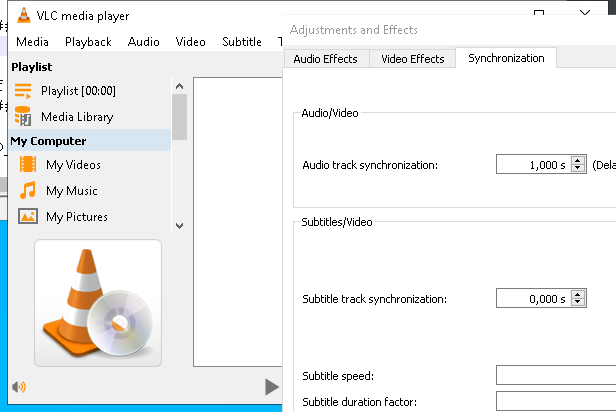 VLC media player
Media Playback Audio Video Subtitle
Playlist
Playlist [00:00]
Media Library
My Computer
My Videos
My Music
My Pictures
Adjustments and Effects
Audio Effects Video Effects Synchronization
Audio/Video
Audio track synchronization: 1,000 s (Dela
Subtitles/Video
Subtitle track synchronization: 0,000 s
Subtitle speed:
Subtitle duration factor: